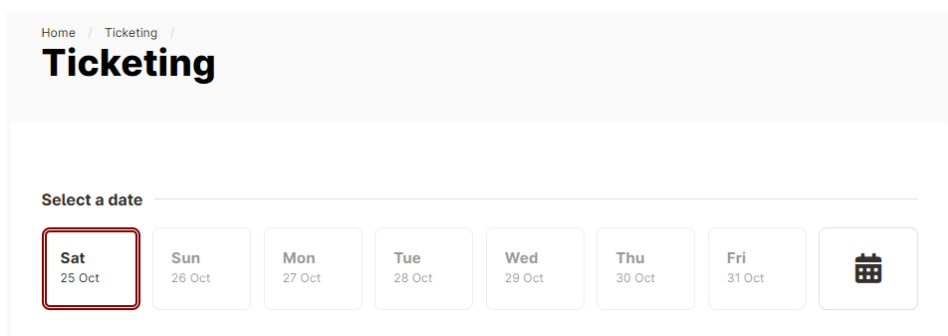 Home / Ticketing /
Ticketing
Select a date
Sat Sun Mon Tue Wed Thu Fri
25 Oct 26 Oct 27 Oct 28 Oct 29 Oct 30 Oct 31 Oct